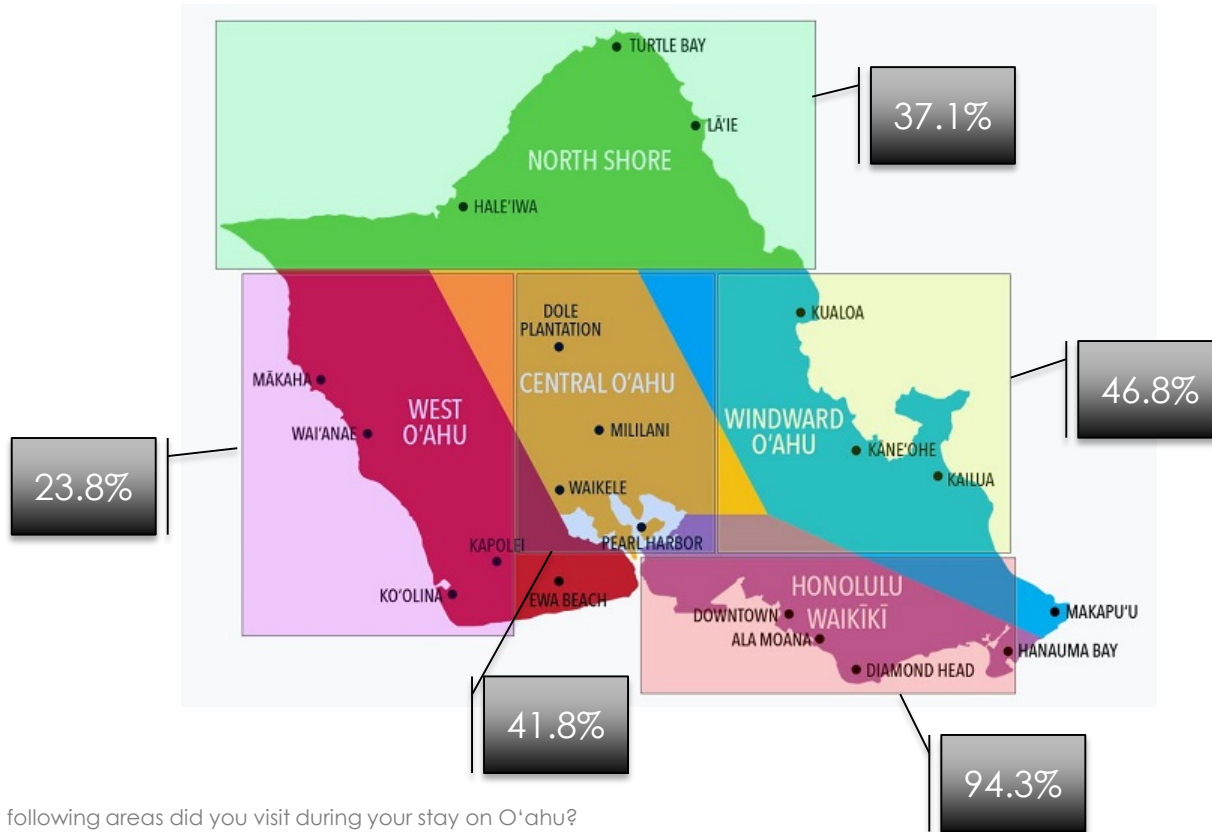 TURTLE BAY
37.1%
LĀ‘IE
NORTH SHORE
HALE‘IWA
DOLE
PLANTATION
KUALOA
MĀKAHA
CENTRAL O‘AHU
46.8%
WEST
O‘AHU
WINDWARD
O‘AHU
WAI‘ANAE
MILILANI
KĀNE‘OHE
KAILUA
23.8%
WAIKELE
PEARL HARBOR
KAPOLEI
KO‘OLINA
EWA BEACH
HONOLULU
WAIKĪKĪ
DOWNTOWN
ALA MOANA
MAKAPU‘U
HANAUMA BAY
DIAMOND HEAD
41.8%
94.3%
following areas did you visit during your stay on O‘ahu?